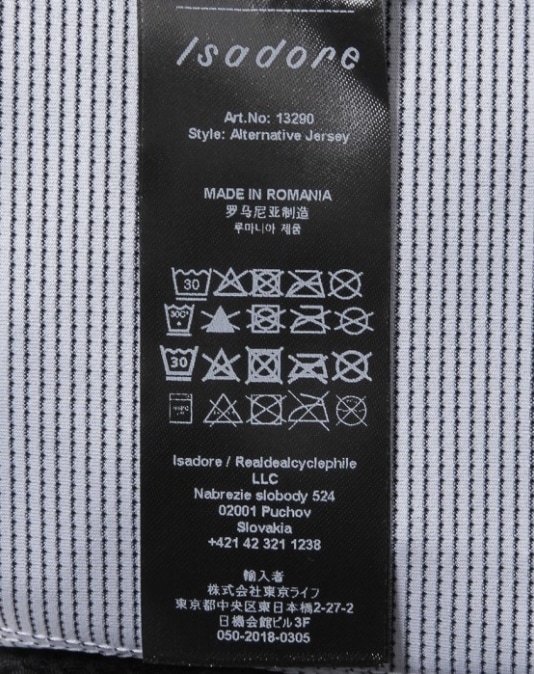 Isadore
Art.No: 13290
Style: Alternative Jersey
MADE IN ROMANIA
罗马尼亚制造
루마니아 제품
30
30
Isadore / Realdealcyclephile
LLC
Nabrezie slobody 524
02001 Puchov
Slovakia
+421 42 321 1238
輸入者
株式会社東京ライフ
東京都中央区東日本橋2-27-2
日機会館ビル3F
050-2018-0305